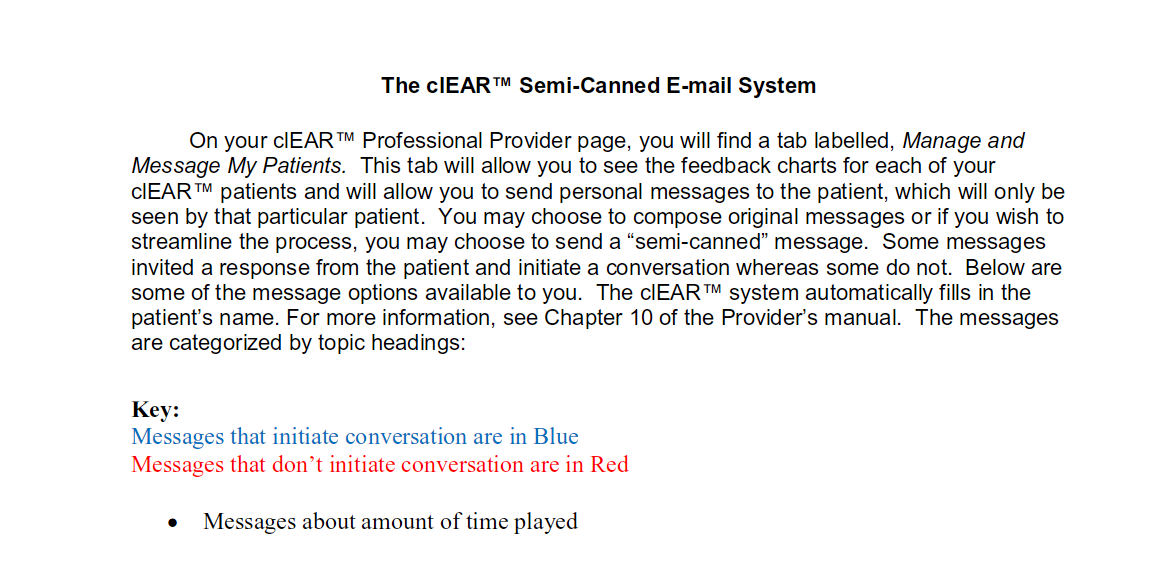 The clEAR™ Semi-Canned E-mail System
On your clEAR™ Professional Provider page, you will find a tab labelled, Manage and
Message My Patients.  This tab will allow you to see the feedback charts for each of your
clEAR™ patients and will allow you to send personal messages to the patient, which will only be
seen by that particular patient.  You may choose to compose original messages or if you wish to
streamline the process, you may choose to send a “semi-canned” message.  Some messages
invited a response from the patient and initiate a conversation whereas some do not.  Below are
some of the message options available to you.  The clEAR™ system automatically fills in the
patient’s name. For more information, see Chapter 10 of the Provider’s manual.  The messages
are categorized by topic headings:
Key:
Messages that initiate conversation are in Blue
Messages that don’t initiate conversation are in Red
• Messages about amount of time played